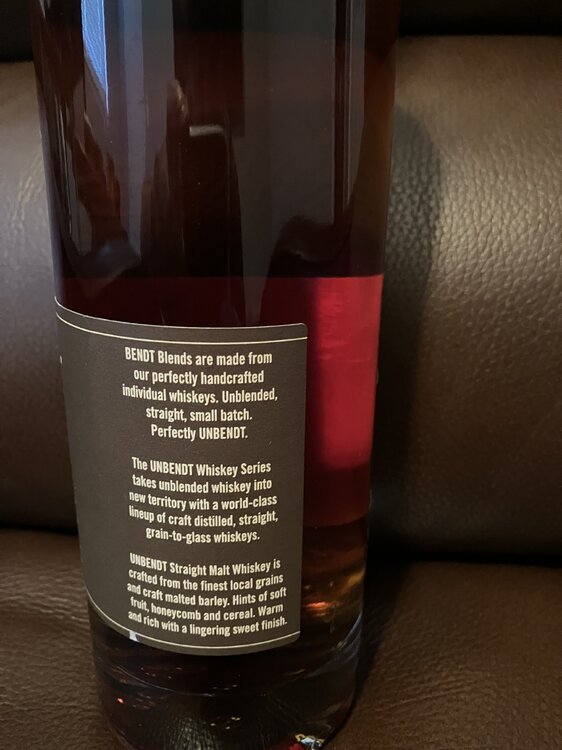 BENDT Blends are made from
our perfectly handcrafted
individual whiskeys. Unblended,
straight, small batch.
Perfectly UNBENDT.
The UNBENDT Whiskey Series
takes unblended whiskey into
new territory with a world-class
lineup of craft distilled, straight,
grain-to-glass whiskeys.
UNBENDT Straight Malt Whiskey is
crafted from the finest local grains
and craft malted barley. Hints of soft
fruit, honeycomb and cereal. Warm
and rich with a lingering sweet finish.